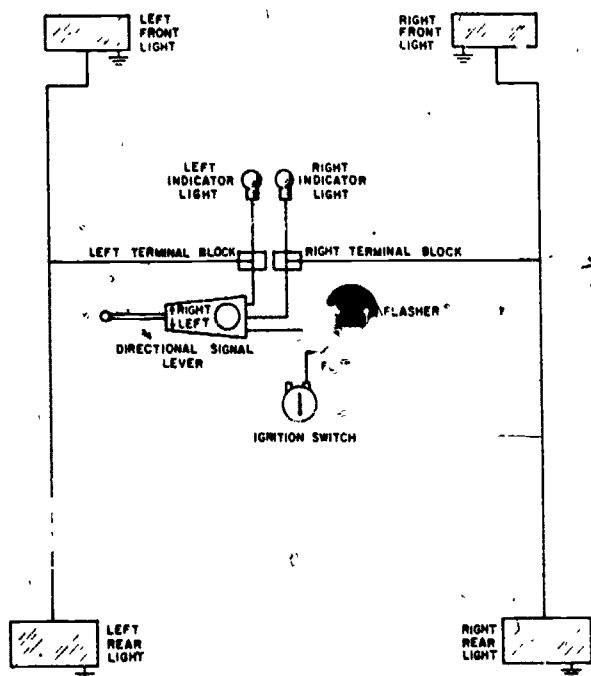 LEFT
FRONT
LIGHT
RIGHT
FRONT
LIGHT
LEFT
INDICATOR
LIGHT
RIGHT
INDICATOR
LIGHT
LEFT TERMINAL BLOCK
RIGHT TERMINAL BLOCK
RIGHT
LEFT
FLASHER
DIRECTIONAL SIGNAL
LEVER
IGNITION SWITCH
LEFT
REAR
LIGHT
RIGHT
REAR
LIGHT